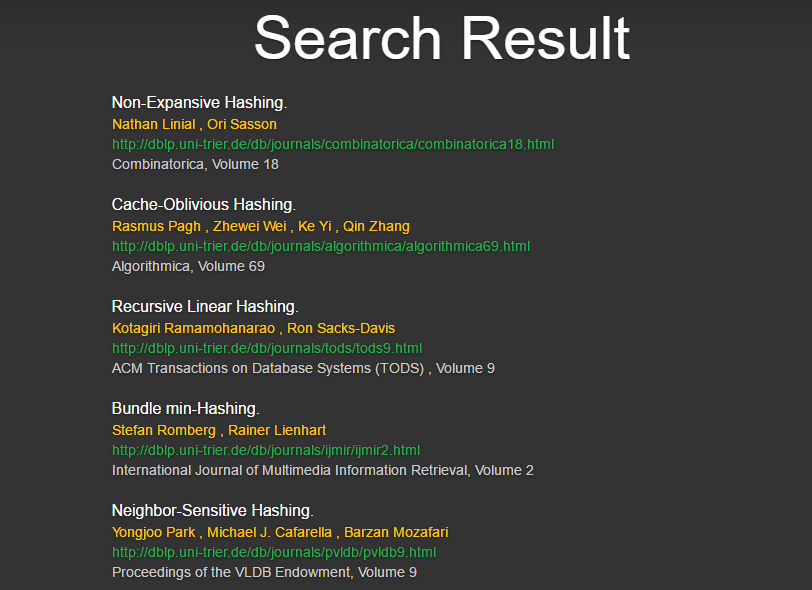 Search Result
Non-Expansive Hashing.
Nathan Linial , Ori Sasson
http://dblp.uni-trier.de/db/journals/combinatorica/combinatorica18.html
Combinatorica, Volume 18
Cache-Oblivious Hashing.
Rasmus Pagh , Zhewei Wei , Ke Yi , Qin Zhang
http://dblp.uni-trier.de/db/journals/algorithmica/algorithmica69.html
Algorithmica, Volume 69
Recursive Linear Hashing.
Kotagiri Ramamohanarao , Ron Sacks-Davis
http://dblp.uni-trier.de/db/journals/tods/tods9.html
ACM Transactions on Database Systems (TODS) , Volume 9
Bundle min-Hashing.
Stefan Romberg , Rainer Lienhart
http://dblp.uni-trier.de/db/journals/ijmir/ijmir2.html
International Journal of Multimedia Information Retrieval, Volume 2
Neighbor-Sensitive Hashing.
Yongjoo Park , Michael J. Cafarella , Barzan Mozafari
http://dblp.uni-trier.de/db/journals/pvldb/pvldb9.html
Proceedings of the VLDB Endowment, Volume 9